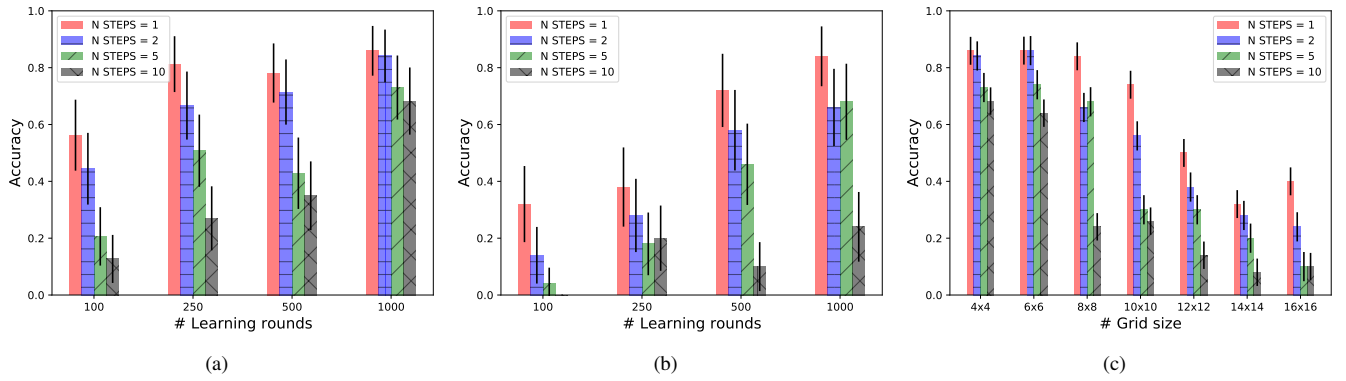 Accuracy
0.8
0.6
0.4
0.2
0.0
N STEPS = 1
N STEPS = 2
N STEPS = 5
N STEPS = 10
100
250
500
1000
# Learning rounds
(a)
Accuracy
1.0
0.8
0.6
0.4
0.2
0.0
N STEPS = 1
N STEPS = 2
N STEPS = 5
N STEPS = 10
100
250
500
1000
# Learning rounds
(b)
Accuracy
1.0
0.8
0.6
0.4
0.2
0.0
N STEPS = 1
N STEPS = 2
N STEPS = 5
N STEPS = 10
4x4
6x6
8x8
10x10
12x12
14x14
16x16
# Grid size
(c)